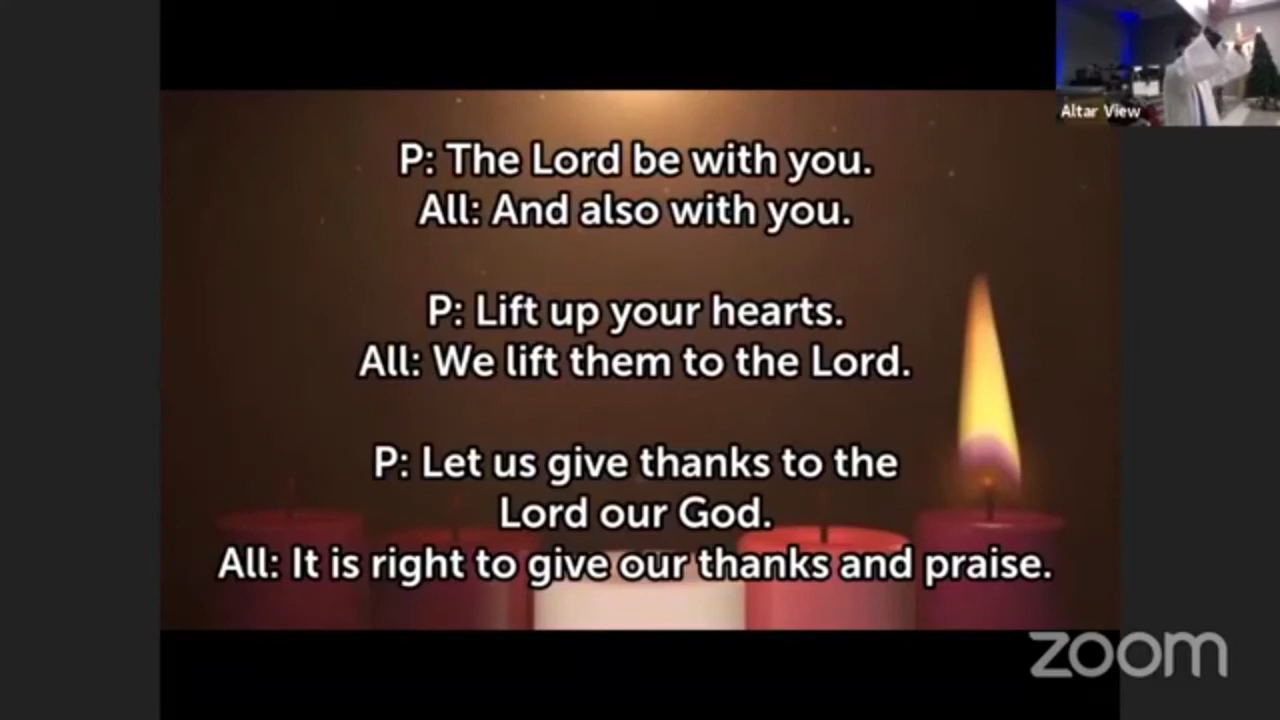 Altar View
P: The Lord be with you.
All: And also with you.
P: Lift up your hearts.
All: We lift them to the Lord.
P: Let us give thanks to the
Lord our God.
All: It is right to give our thanks and praise.
zoom